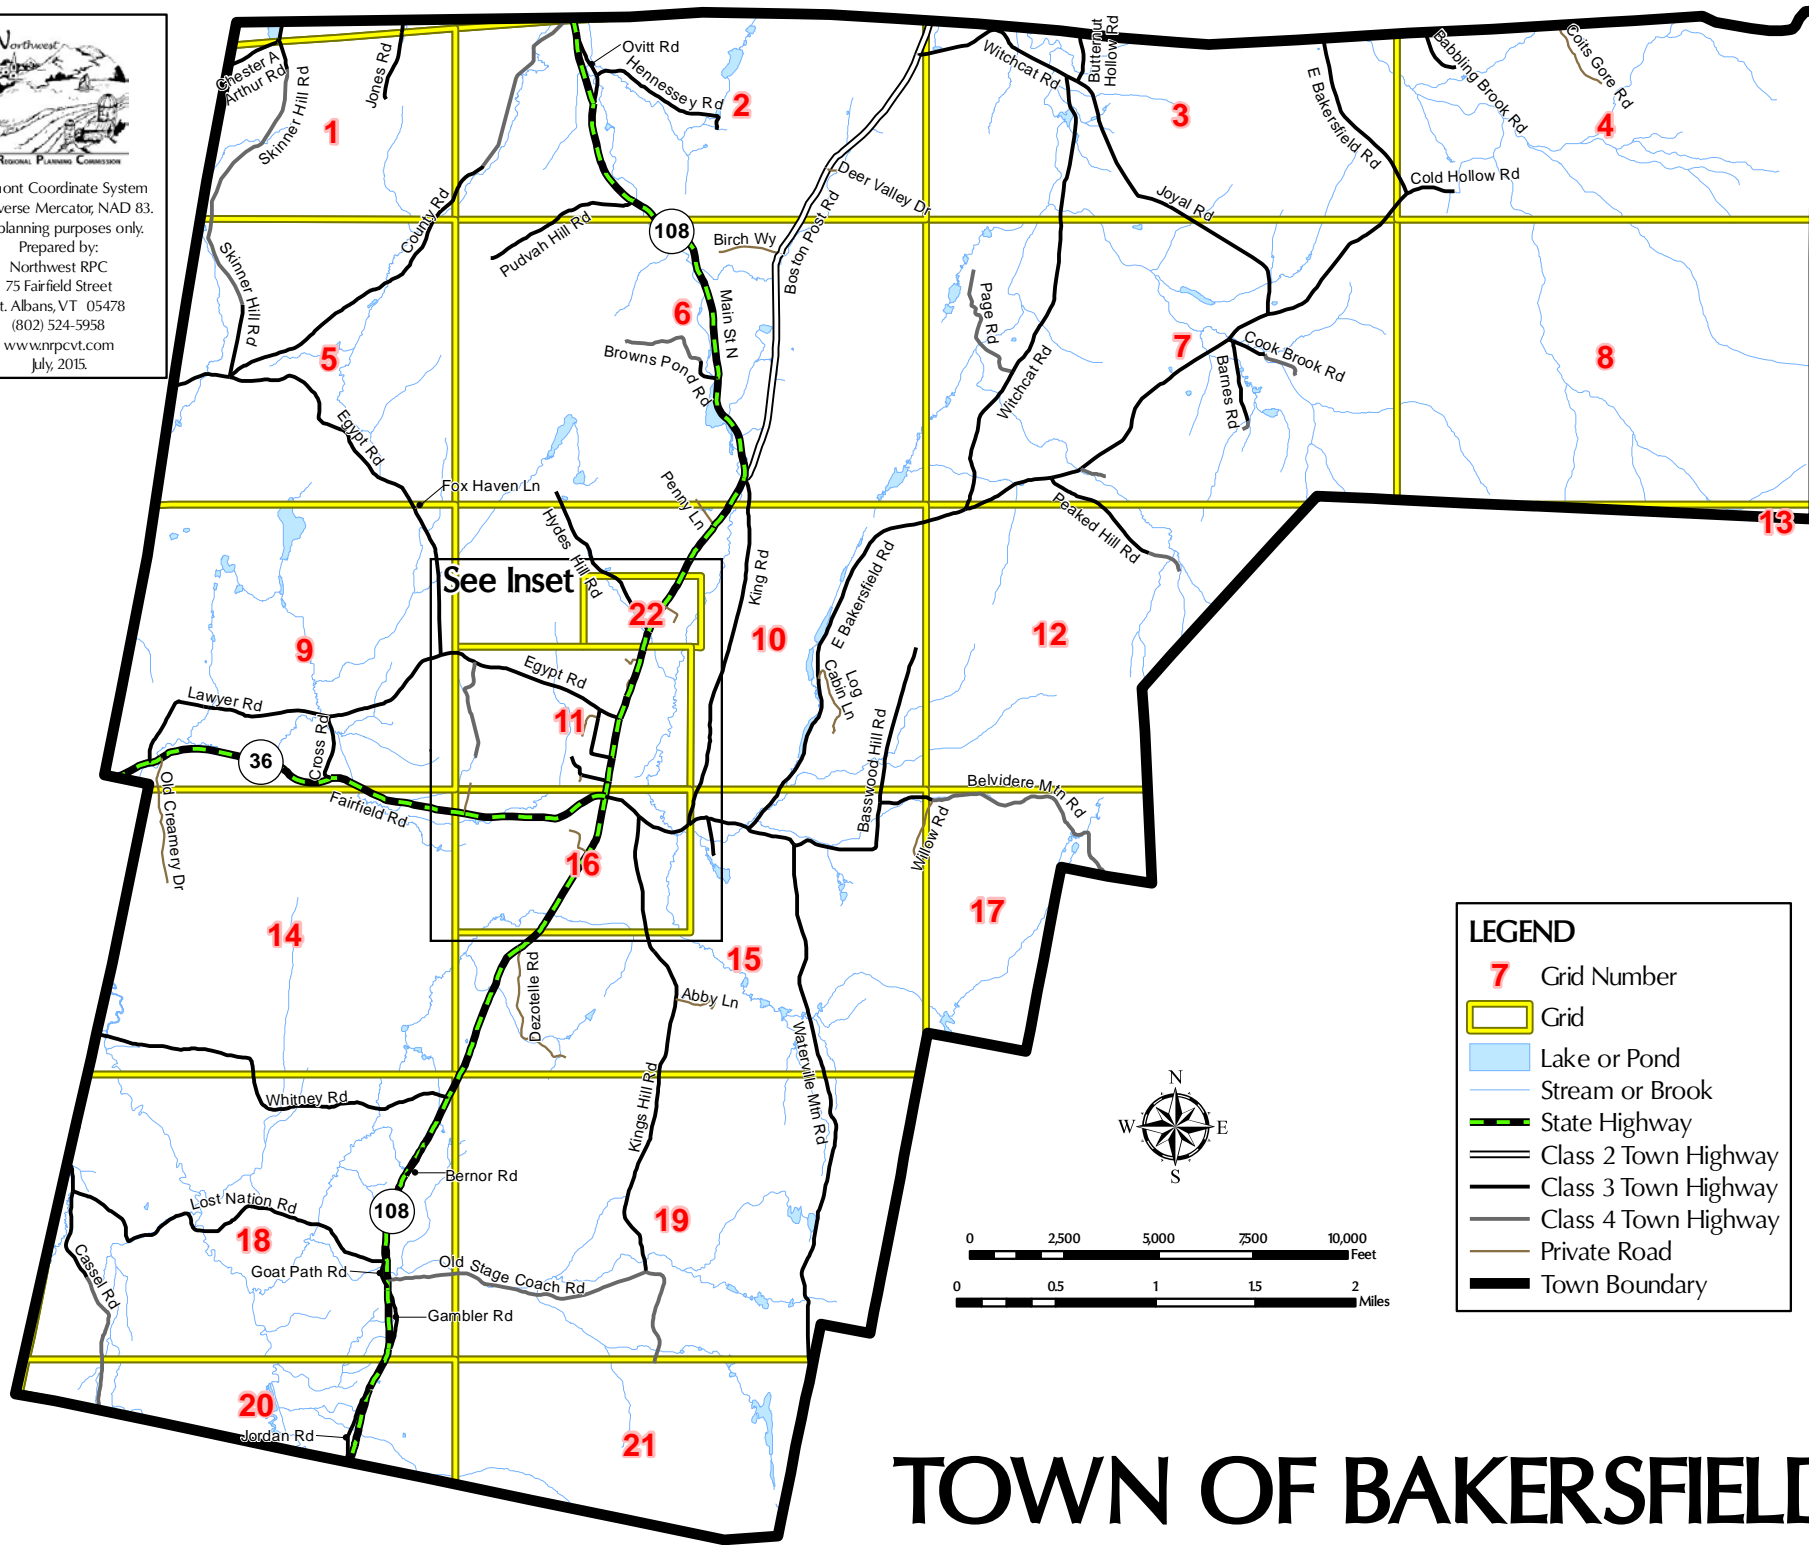 Northwest
REGIONAL PLANNING COMMISSION
Coordinate System
Mercator, NAD 83.
planning purposes only.
Prepared by:
Northwest RPC
75 Fairfield Street
t. Albans, VT 05478
(802) 524-5958
www.nrpcvt.com
July, 2015.
Chester A
Arthur Rd
Skinner Hill Rd
Jones Rd
1
Ovitt Rd
Hennessey Rd
2
Witchcat Rd
Butternut
Hollow Rd
3
E Bakersfield Rd
Babbling Brook Rd
Coits Gore Rd
4
Cold Hollow Rd
Joyal Rd
Deer Valley Dr
Boston Post Rd
Birch Wy
108
County Rd
Pudvah Hill Rd
Skinner Hill Rd
5
6
Main St N
Browns Pond Rd
Page Rd
Witchcat Rd
7
Cook Brook Rd
Barnes Rd
8
Egypt Rd
Fox Haven Ln
Penny Ln
Hydes Hill Rd
King Rd
Peaked Hill Rd
13
See Inset
22
9
10
E Bakersfield Rd
12
Log
Cabin Ln
Egypt Rd
Lawyer Rd
11
Cross Rd
36
Old Creamery Dr
Fairfield Rd
Basswood Hill Rd
Belvidere Mtn Rd
Willow Rd
16
14
15
17
Dezotelle Rd
Abby Ln
Waterville Mtn Rd
Kings Hill Rd
Whitney Rd
Bernor Rd
108
Lost Nation Rd
18
19
Cassel Rd
Goat Path Rd
Old Stage Coach Rd
Gambler Rd
20
Jordan Rd
21
N
W
E
S
0 2,500 5,000 7,500 10,000
Feet
0 0.5 1 1.5 2
Miles
LEGEND
7 Grid Number
Grid
Lake or Pond
Stream or Brook
State Highway
Class 2 Town Highway
Class 3 Town Highway
Class 4 Town Highway
Private Road
Town Boundary
TOWN OF BAKERSFIELD